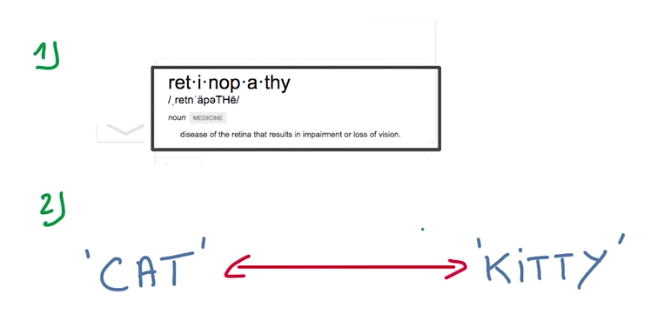 1)
ret·i·nop·a·thy
/ˌretnˈäpəTHē/
noun MEDICINE
disease of the retina that results in impairment or loss of vision.
2)
'CAT' 'KiTTY'